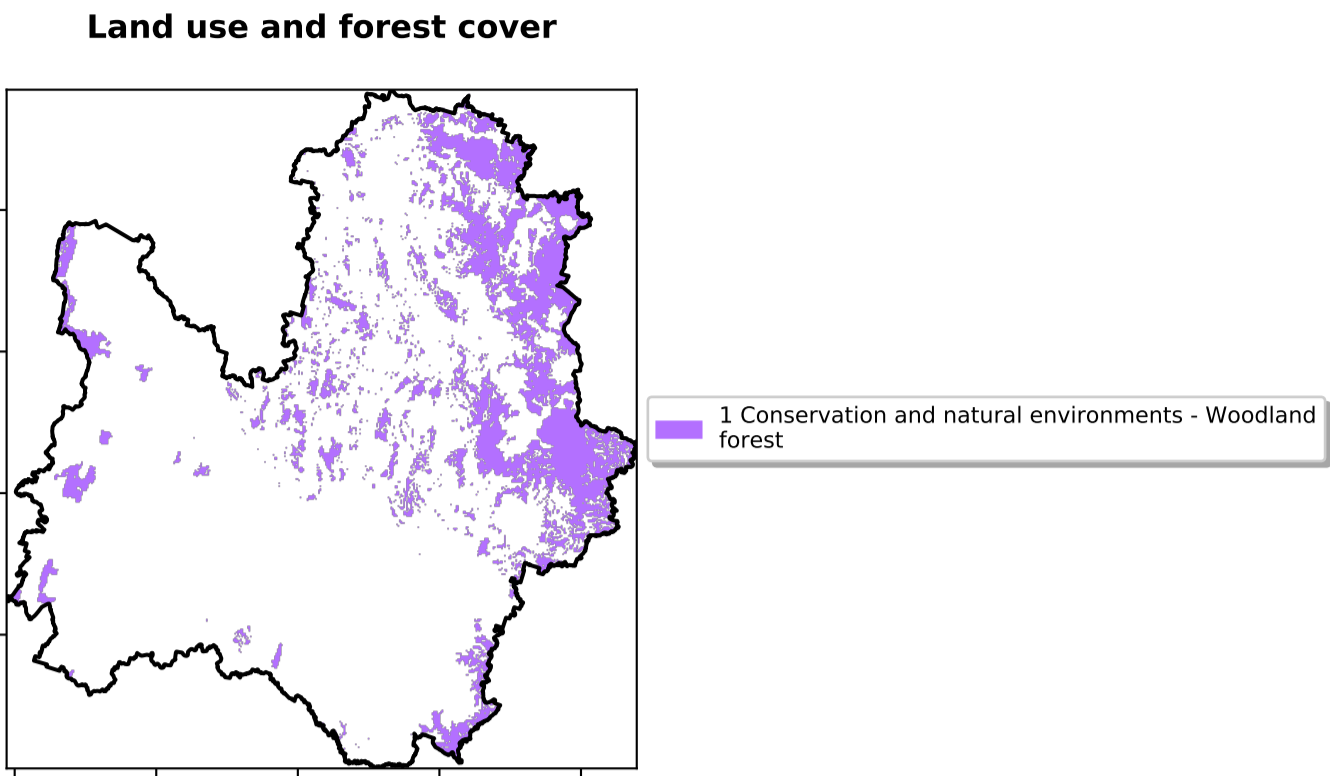 Land use and forest cover
1 Conservation and natural environments - Woodland
forest